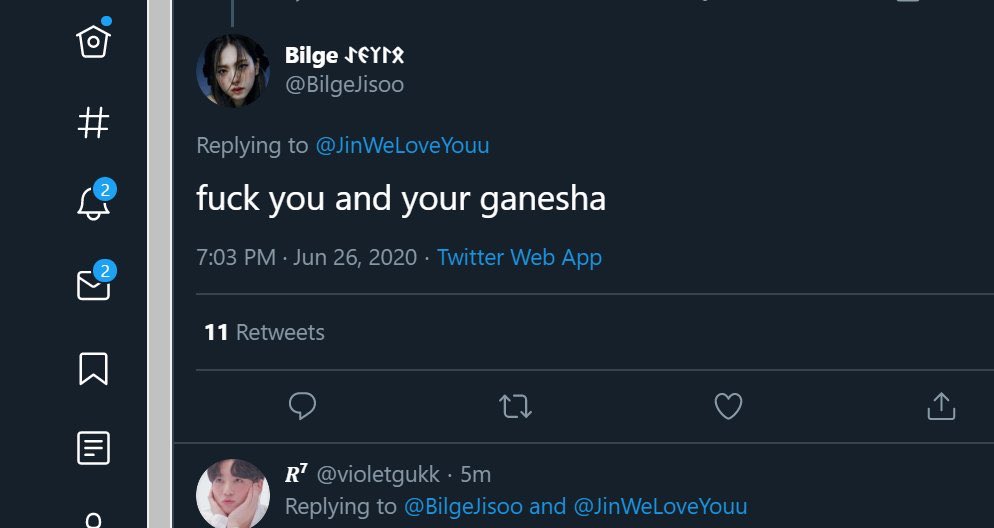 Bilge 𐱅𐰇𐰼𐰚
@BilgeJisoo
Replying to @JinWeLoveYouu
fuck you and your ganesha
7:03 PM · Jun 26, 2020 · Twitter Web App
11 Retweets
2
2
R⁷ @violetgukk · 5m
Replying to @BilgeJisoo and @JinWeLoveYouu